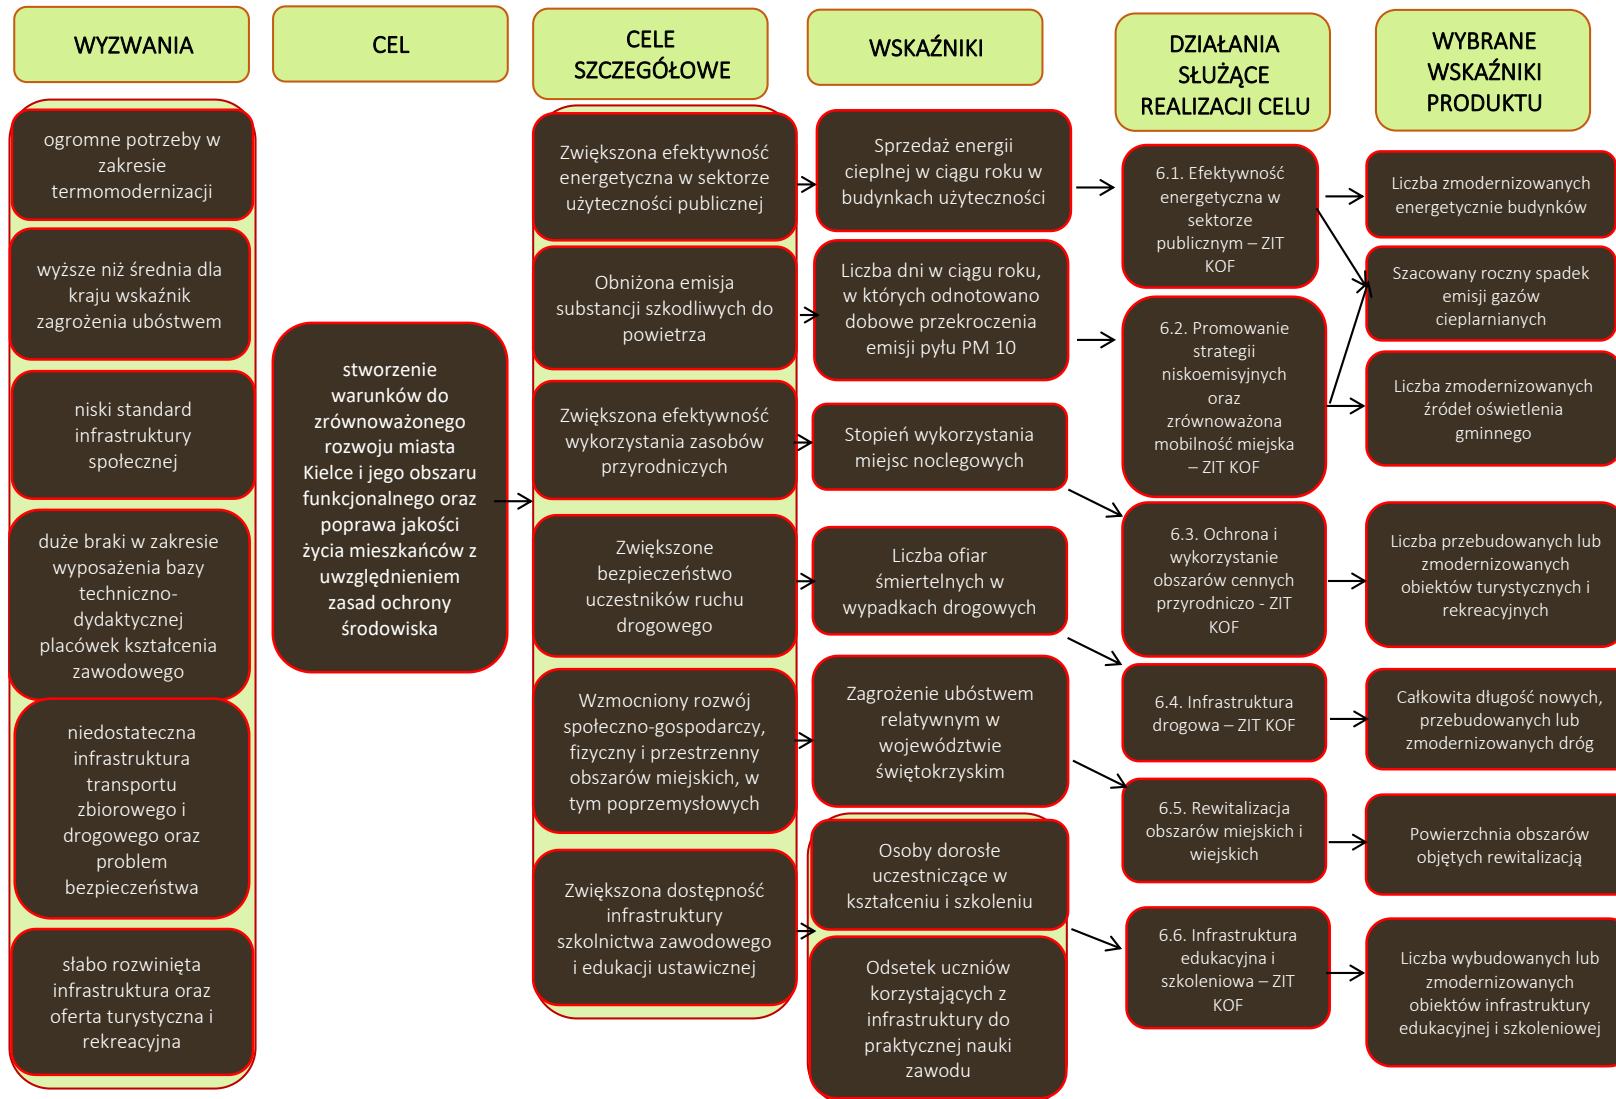 WYZWANIA
CEL
CELE
SZCZEGÓŁOWE
WSKAŹNIKI
DZIAŁANIA
SŁUŻĄCE
REALIZACJI CELU
WYBRANE
WSKAŹNIKI
PRODUKTU
ogromne potrzeby w
zakresie
termomodernizacji
wyższe niż średnia dla
kraju wskaźnik
zagrożenia ubóstwem
niski standard
infrastruktury
społecznej
duże braki w zakresie
wyposażenia bazy
techniczno-
dydaktycznej
placówek kształcenia
zawodowego
niedostateczna
infrastruktura
transportu
zbiorowego i
drogowego oraz
problem
bezpieczeństwa
słabo rozwinięta
infrastruktura oraz
oferta turystyczna i
rekreacyjna
stworzenie
warunków do
zrównoważonego
rozwoju miasta
Kielce i jego obszaru
funkcjonalnego oraz
poprawa jakości
życia mieszkańców z
uwzględnieniem
zasad ochrony
środowiska
Zwiększona efektywność
energetyczna w sektorze
użyteczności publicznej
Obniżona emisja
substancji szkodliwych do
powietrza
Zwiększona efektywność
wykorzystania zasobów
przyrodniczych
Zwiększone
bezpieczeństwo
uczestników ruchu
drogowego
Wzmocniony rozwój
społeczno-gospodarczy,
fizyczny i przestrzenny
obszarów miejskich, w
tym poprzemysłowych
Zwiększona dostępność
infrastruktury
szkolnictwa zawodowego
i edukacji ustawicznej
Sprzedaż energii
cieplnej w ciągu roku w
budynkach użyteczności
Liczba dni w ciągu roku,
w których odnotowano
dobowe przekroczenia
emisji pyłu PM 10
Stopień wykorzystania
miejsc noclegowych
Liczba ofiar
śmiertelnych w
wypadkach drogowych
Zagrożenie ubóstwem
relatywnym w
województwie
świętokrzyskim
Osoby dorosłe
uczestniczące w
kształceniu i szkoleniu
Odsetek uczniów
korzystających z
infrastruktury do
praktycznej nauki
zawodu
6.1. Efektywność
energetyczna w
sektorze
publicznym – ZIT
KOF
6.2. Promowanie
strategii
niskoemisyjnych
oraz
zrównoważona
mobilność miejska
– ZIT KOF
6.3. Ochrona i
wykorzystanie
obszarów cennych
przyrodniczo - ZIT
KOF
6.4. Infrastruktura
drogowa – ZIT KOF
6.5. Rewitalizacja
obszarów miejskich i
wiejskich
6.6. Infrastruktura
edukacyjna i
szkoleniowa – ZIT
KOF
Liczba zmodernizowanych
energetycznie budynków
Szacowany roczny spadek
emisji gazów
cieplarnianych
Liczba zmodernizowanych
źródeł oświetlenia
gminnego
Liczba przebudowanych lub
zmodernizowanych
obiektów turystycznych i
rekreacyjnych
Całkowita długość nowych,
przebudowanych lub
zmodernizowanych dróg
Powierzchnia obszarów
objętych rewitalizacją
Liczba wybudowanych lub
zmodernizowanych
obiektów infrastruktury
edukacyjnej i szkoleniowej